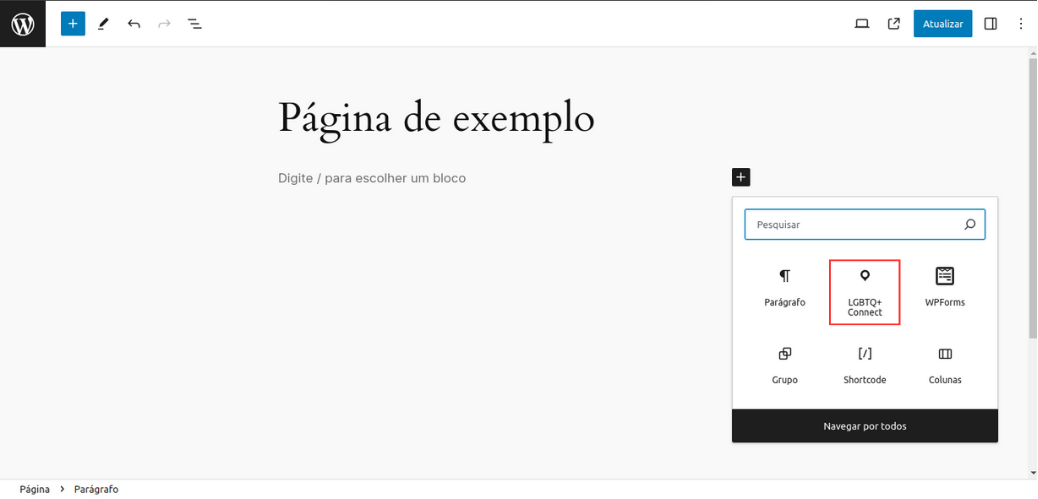 Atualizar
Página de exemplo
Digite / para escolher um bloco
Pesquisar
Parágrafo
LGBTQ+
Connect
WPForms
Grupo
Shortcode
Colunas
Navegar por todos
Página > Parágrafo